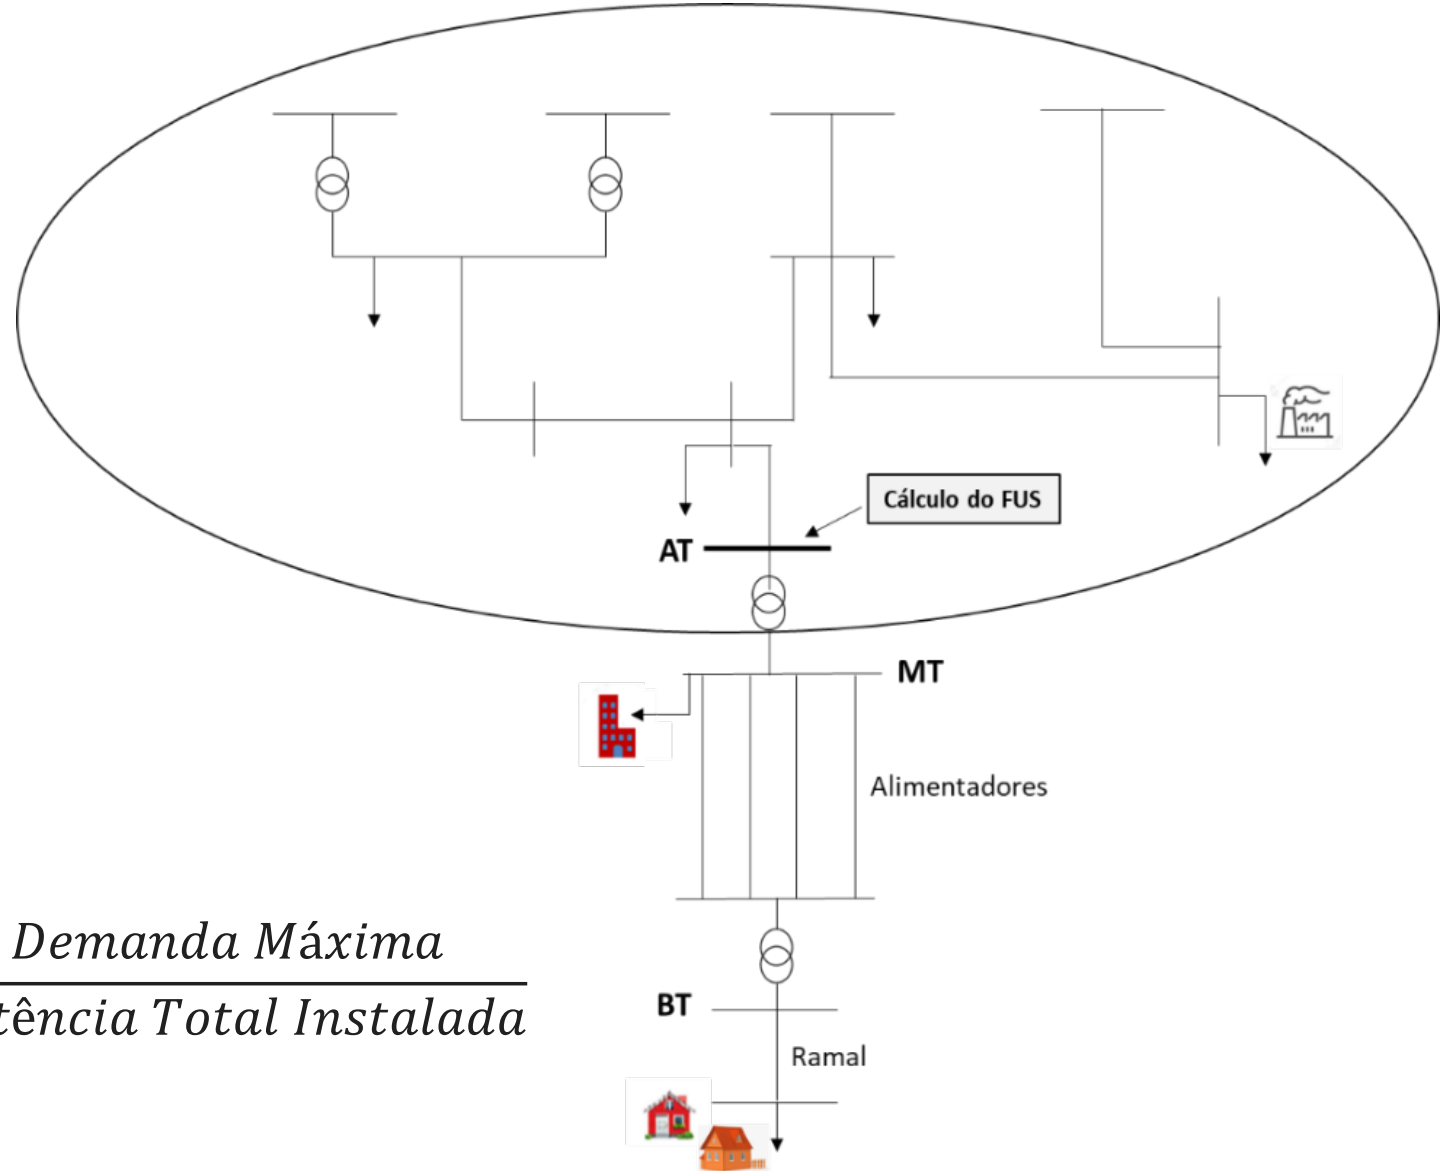 Cálculo do FUS
AT
MT
Alimentadores
Demanda Máxima
tência Total Instalada
BT
Ramal